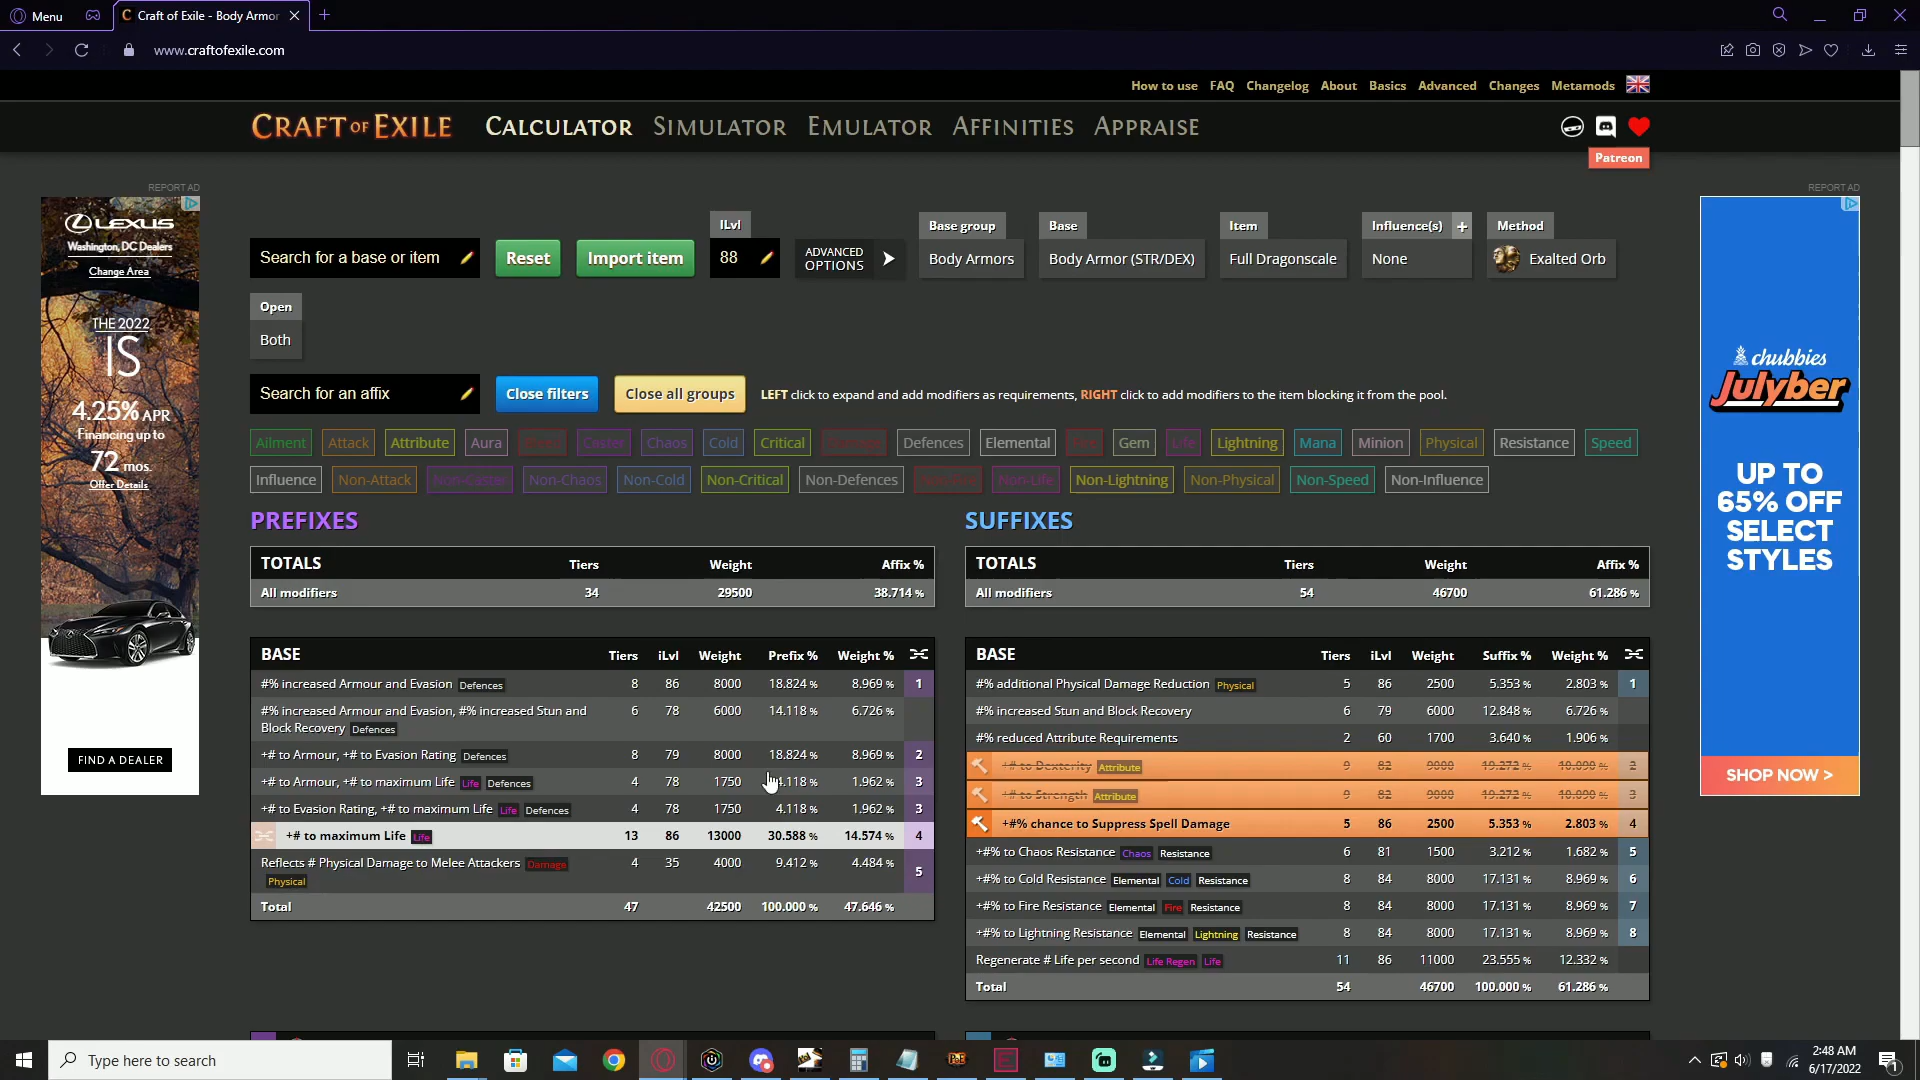 Menu
Craft of Exile - Body Armor
www.craftofexile.com
How to use FAQ Changelog About Basics Advanced Changes Metamods
CRAFT OF EXILE CALCULATOR SIMULATOR EMULATOR AFFINITIES APPRAISE
Patreon
REPORT AD
LEXUS
Washington, DC Dealers
Change Area
THE 2022
IS
4.25% APR
Financing up to
72 mos.
Offer Details
FIND A DEALER
REPORT AD
chubbies
Julyber
UP TO
65% OFF
SELECT
STYLES
SHOP NOW >
Search for a base or item
Reset
Import item
ILvl
88
ADVANCED
OPTIONS
Base group
Body Armors
Base
Body Armor (STR/DEX)
Item
Full Dragonscale
Influence(s) +
None
Method
Exalted Orb
Open
Both
Search for an affix
Close filters
Close all groups
LEFT click to expand and add modifiers as requirements, RIGHT click to add modifiers to the item blocking it from the pool.
Ailment Attack Attribute Aura Caster Chaos Cold Critical Damage Defences Elemental Fire Gem Life Lightning Mana Minion Physical Resistance Speed
Influence Non-Attack Non-Caster Non-Chaos Non-Cold Non-Critical Non-Defences Non-Fire Non-Life Non-Lightning Non-Physical Non-Speed Non-Influence
PREFIXES
TOTALS Tiers Weight Affix %
All modifiers 34 29500 38.714 %
BASE Tiers iLvl Weight Prefix % Weight %
#% increased Armour and Evasion Defences 8 86 8000 18.824 % 8.969 % 1
#% increased Armour and Evasion, #% increased Stun and 6 78 6000 14.118 % 6.726 %
Block Recovery Defences
+# to Armour, +# to Evasion Rating Defences 8 79 8000 18.824 % 8.969 % 2
+# to Armour, +# to maximum Life Life Defences 4 78 1750 4.118 % 1.962 % 3
+# to Evasion Rating, +# to maximum Life Life Defences 4 78 1750 4.118 % 1.962 % 3
+# to maximum Life Life 13 86 13000 30.588 % 14.574 % 4
Reflects # Physical Damage to Melee Attackers Damage 4 35 4000 9.412 % 4.484 % 5
Physical
Total 47 42500 100.000 % 47.646 %
SUFFIXES
TOTALS Tiers Weight Affix %
All modifiers 54 46700 61.286 %
BASE Tiers iLvl Weight Suffix % Weight %
#% additional Physical Damage Reduction Physical 5 86 2500 5.353 % 2.803 % 1
#% increased Stun and Block Recovery 6 79 6000 12.848 % 6.726 %
#% reduced Attribute Requirements 2 60 1700 3.640 % 1.906 %
+# to Dexterity Attribute 9 82 9000 19.272 % 10.090 % 2
+# to Strength Attribute 9 82 9000 19.272 % 10.090 % 3
+#% chance to Suppress Spell Damage 5 86 2500 5.353 % 2.803 % 4
+#% to Chaos Resistance Chaos Resistance 6 81 1500 3.212 % 1.682 % 5
+#% to Cold Resistance Elemental Cold Resistance 8 84 8000 17.131 % 8.969 % 6
+#% to Fire Resistance Elemental Fire Resistance 8 84 8000 17.131 % 8.969 % 7
+#% to Lightning Resistance Elemental Lightning Resistance 8 84 8000 17.131 % 8.969 % 8
Regenerate # Life per second Life Regen Life 11 86 11000 23.555 % 12.332 %
Total 54 46700 100.000 % 61.286 %
Type here to search
2:48 AM
6/17/2022